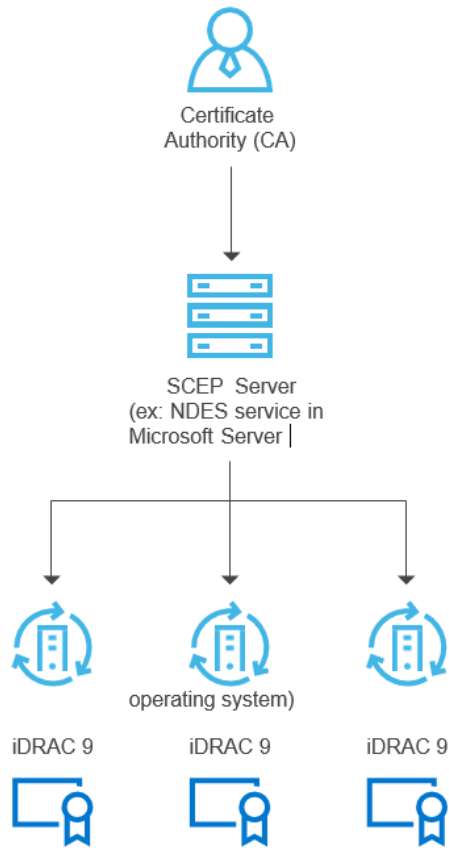 Certificate
Authority (CA)
SCEP Server
(ex: NDES service in
Microsoft Server
operating system)
iDRAC 9
iDRAC 9
iDRAC 9